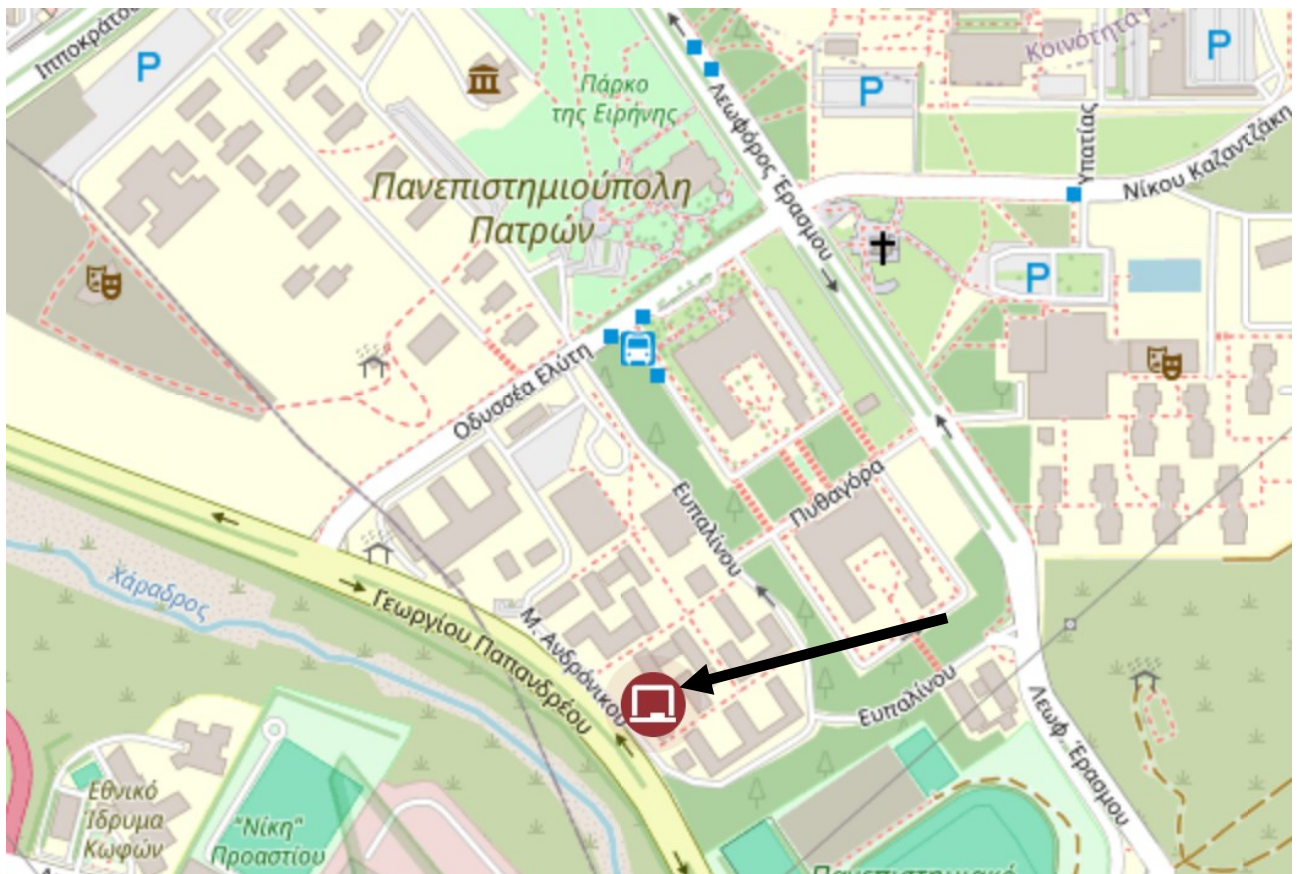 Ιπποκράτους
P
Πάρκο
της Ειρήνης
Λεωφόρος Έρασμου
P
Κοινότητα
P
Υπατίας
Νίκου Καζαντζάκη
Πανεπιστημιούπολη
Πατρών
P
Οδυσσέα Ελύτη
Ευπαλίνου
Πυθαγόρα
Χάραδρος
Γεωργίου Παπανδρέου
Μ. Ανδρόνικου
Ευπαλίνου
Λεωφ. Έρασμου
Εθνικό
Ίδρυμα
Κωφών
"Νίκη"
Προαστίου
Πανεπιστημιακό